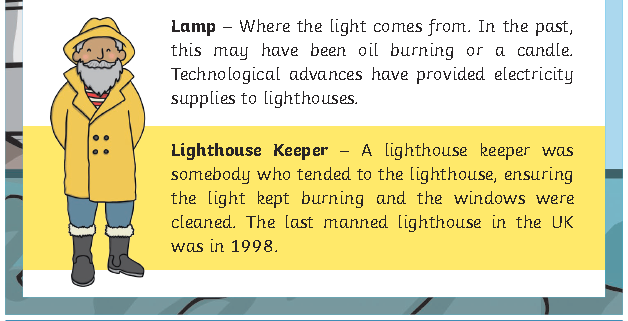 Lamp – Where the light comes from. In the past,
this may have been oil burning or a candle.
Technological advances have provided electricity
supplies to lighthouses.
Lighthouse Keeper – A lighthouse keeper was
somebody who tended to the lighthouse, ensuring
the light kept burning and the windows were
cleaned. The last manned lighthouse in the UK
was in 1998.